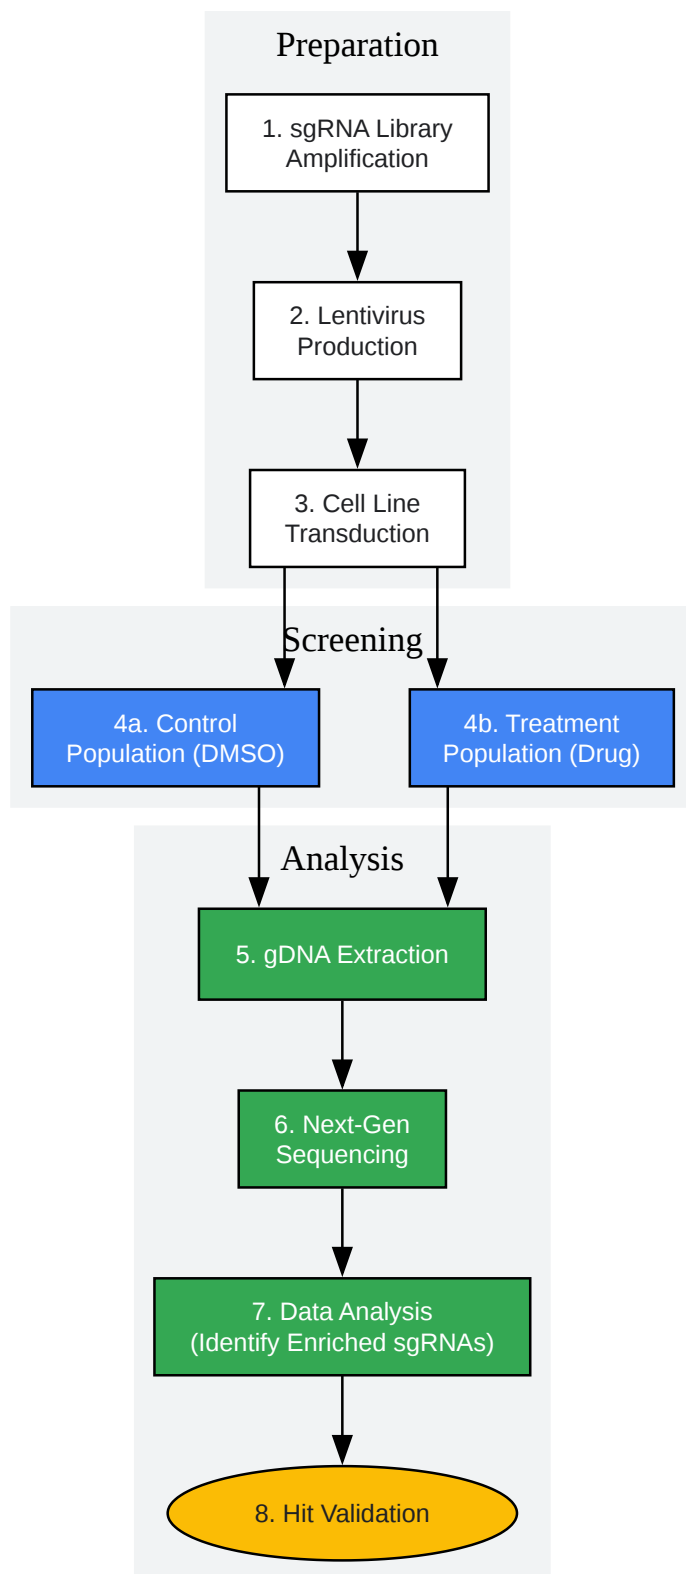 Preparation
1. sgRNA Library
Amplification
2. Lentivirus
Production
3. Cell Line
Transduction
Screening
4a. Control
Population (DMSO)
4b. Treatment
Population (Drug)
Analysis
5. gDNA Extraction
6. Next-Gen
Sequencing
7. Data Analysis
(Identify Enriched sgRNAs)
8. Hit Validation